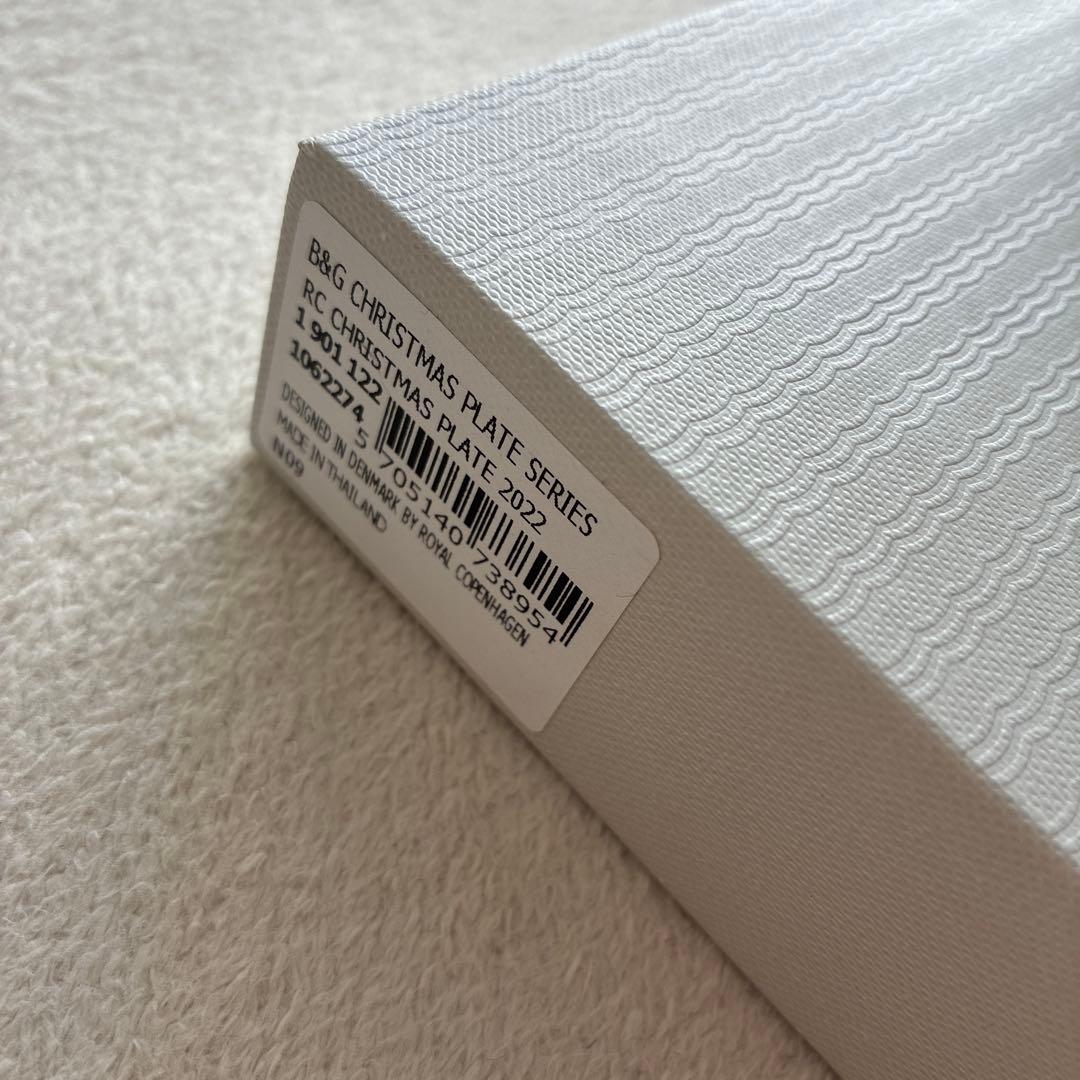 B&G CHRISTMAS PLATE SERIES
RC CHRISTMAS PLATE 2022
1 901 122
1062274
5 705140 738954
DESIGNED IN DENMARK BY ROYAL COPENHAGEN
MADE IN THAILAND
N09